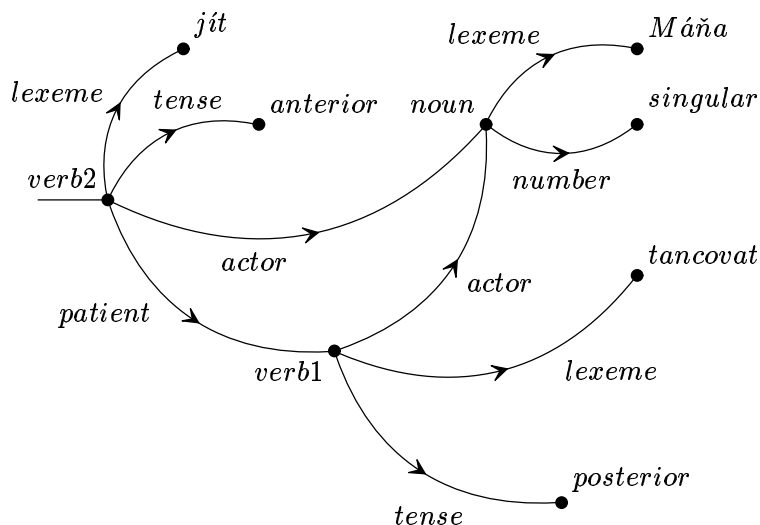 jít
lexeme
Máňa
lexeme
tense
anterior
noun
singular
verb2
number
actor
tancovat
actor
patient
verb1
lexeme
posterior
tense